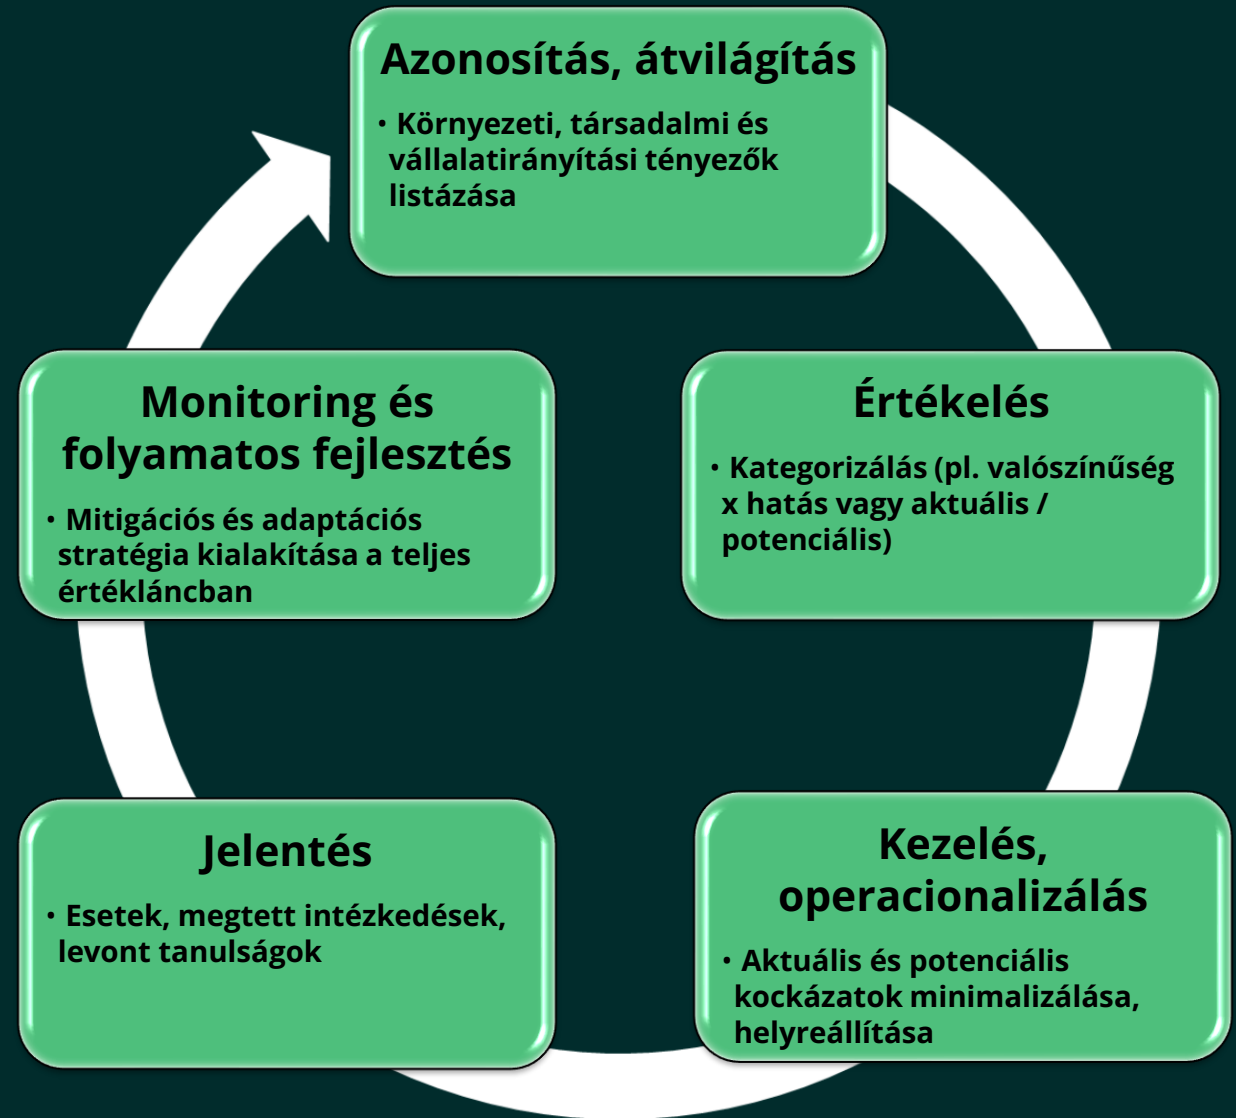 Azonosítás, átvilágítás
• Környezeti, társadalmi és
vállalatirányítási tényezők
listázása
Értékelés
• Kategorizálás (pl. valószínűség
x hatás vagy aktuális /
potenciális)
Kezelés,
operacionalizálás
• Aktuális és potenciális
kockázatok minimalizálása,
helyreállítása
Jelentés
• Esetek, megtett intézkedések,
levont tanulságok
Monitoring és
folyamatos fejlesztés
• Mitigációs és adaptációs
stratégia kialakítása a teljes
értékláncban